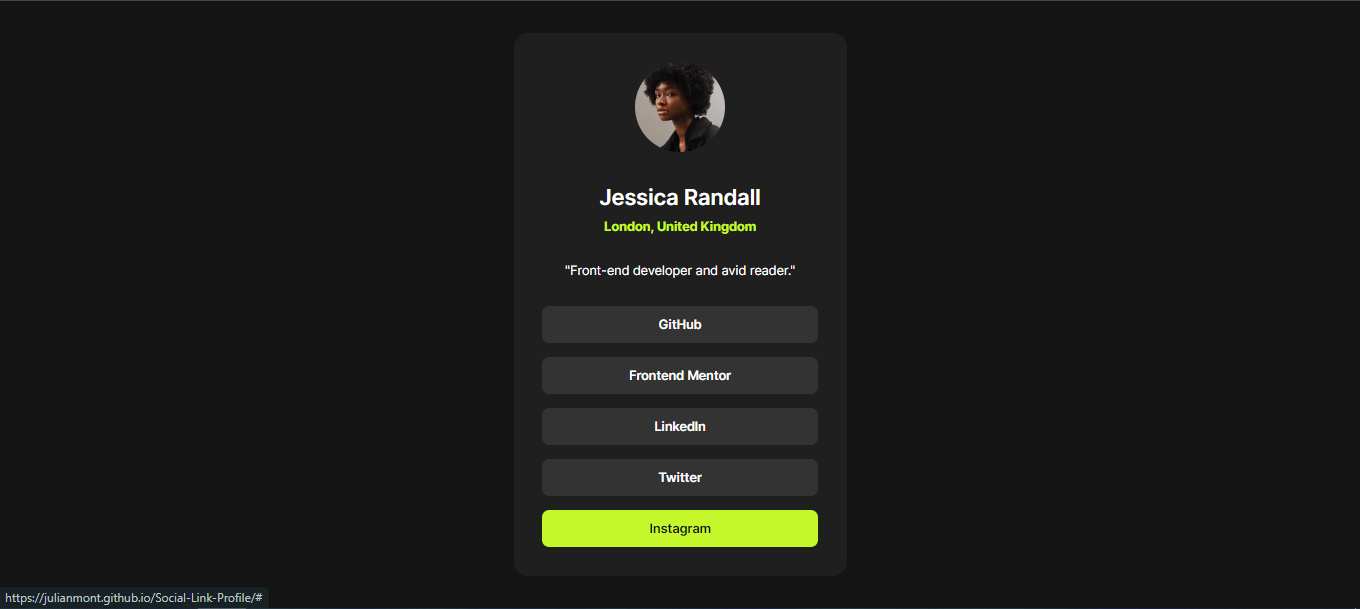 Jessica Randall
London, United Kingdom
"Front-end developer and avid reader."
GitHub
Frontend Mentor
LinkedIn
Twitter
Instagram
https://julianmont.github.io/Social-Link-Profile/#